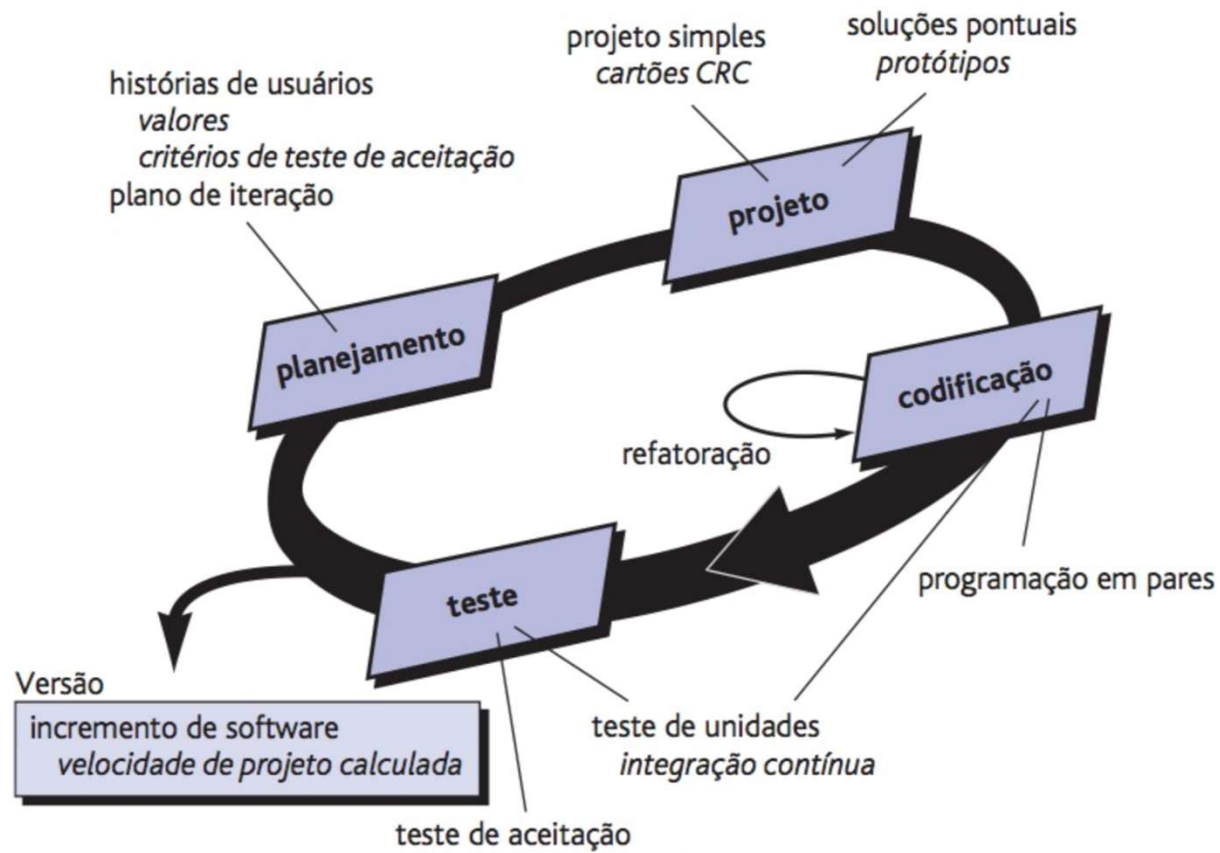 projeto simples
cartões CRC
soluções pontuais
protótipos
histórias de usuários
valores
critérios de teste de aceitação
plano de iteração
projeto
planejamento
codificação
refatoração
teste
programação em pares
Versão
incremento de software
velocidade de projeto calculada
teste de unidades
integração contínua
teste de aceitação